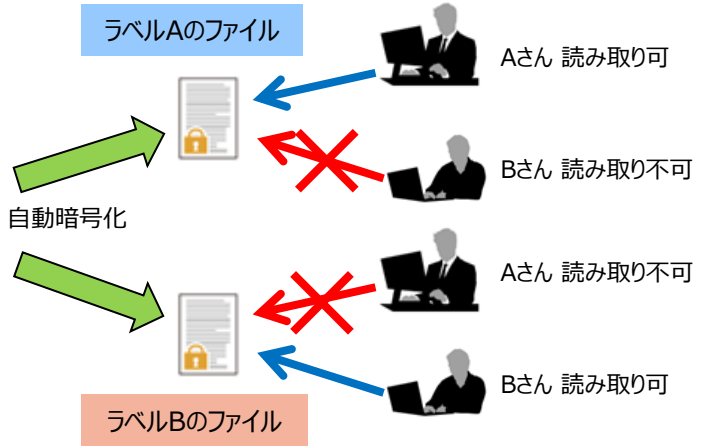 ラベルAのファイル
Aさん 読み取り可
Bさん 読み取り不可
自動暗号化
Aさん 読み取り不可
Bさん 読み取り可
ラベルBのファイル